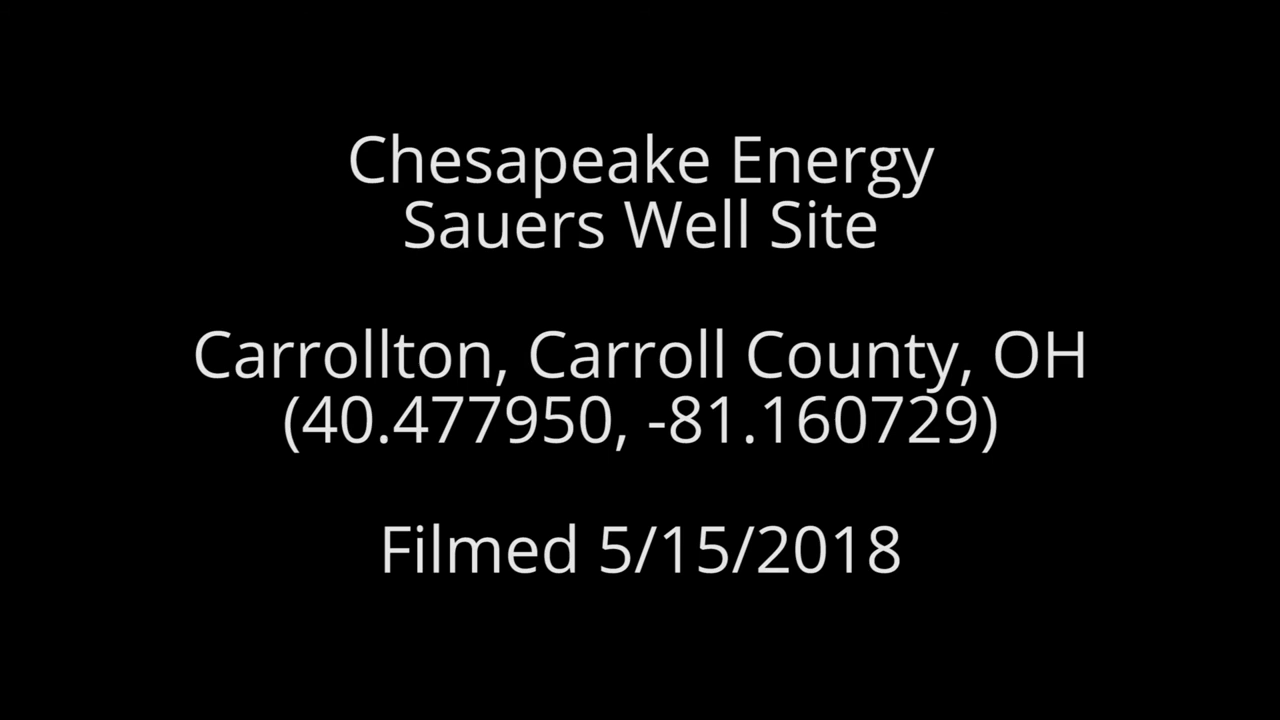 Chesapeake Energy
Sauers Well Site
Carrollton, Carroll County, OH
(40.477950, -81.160729)
Filmed 5/15/2018